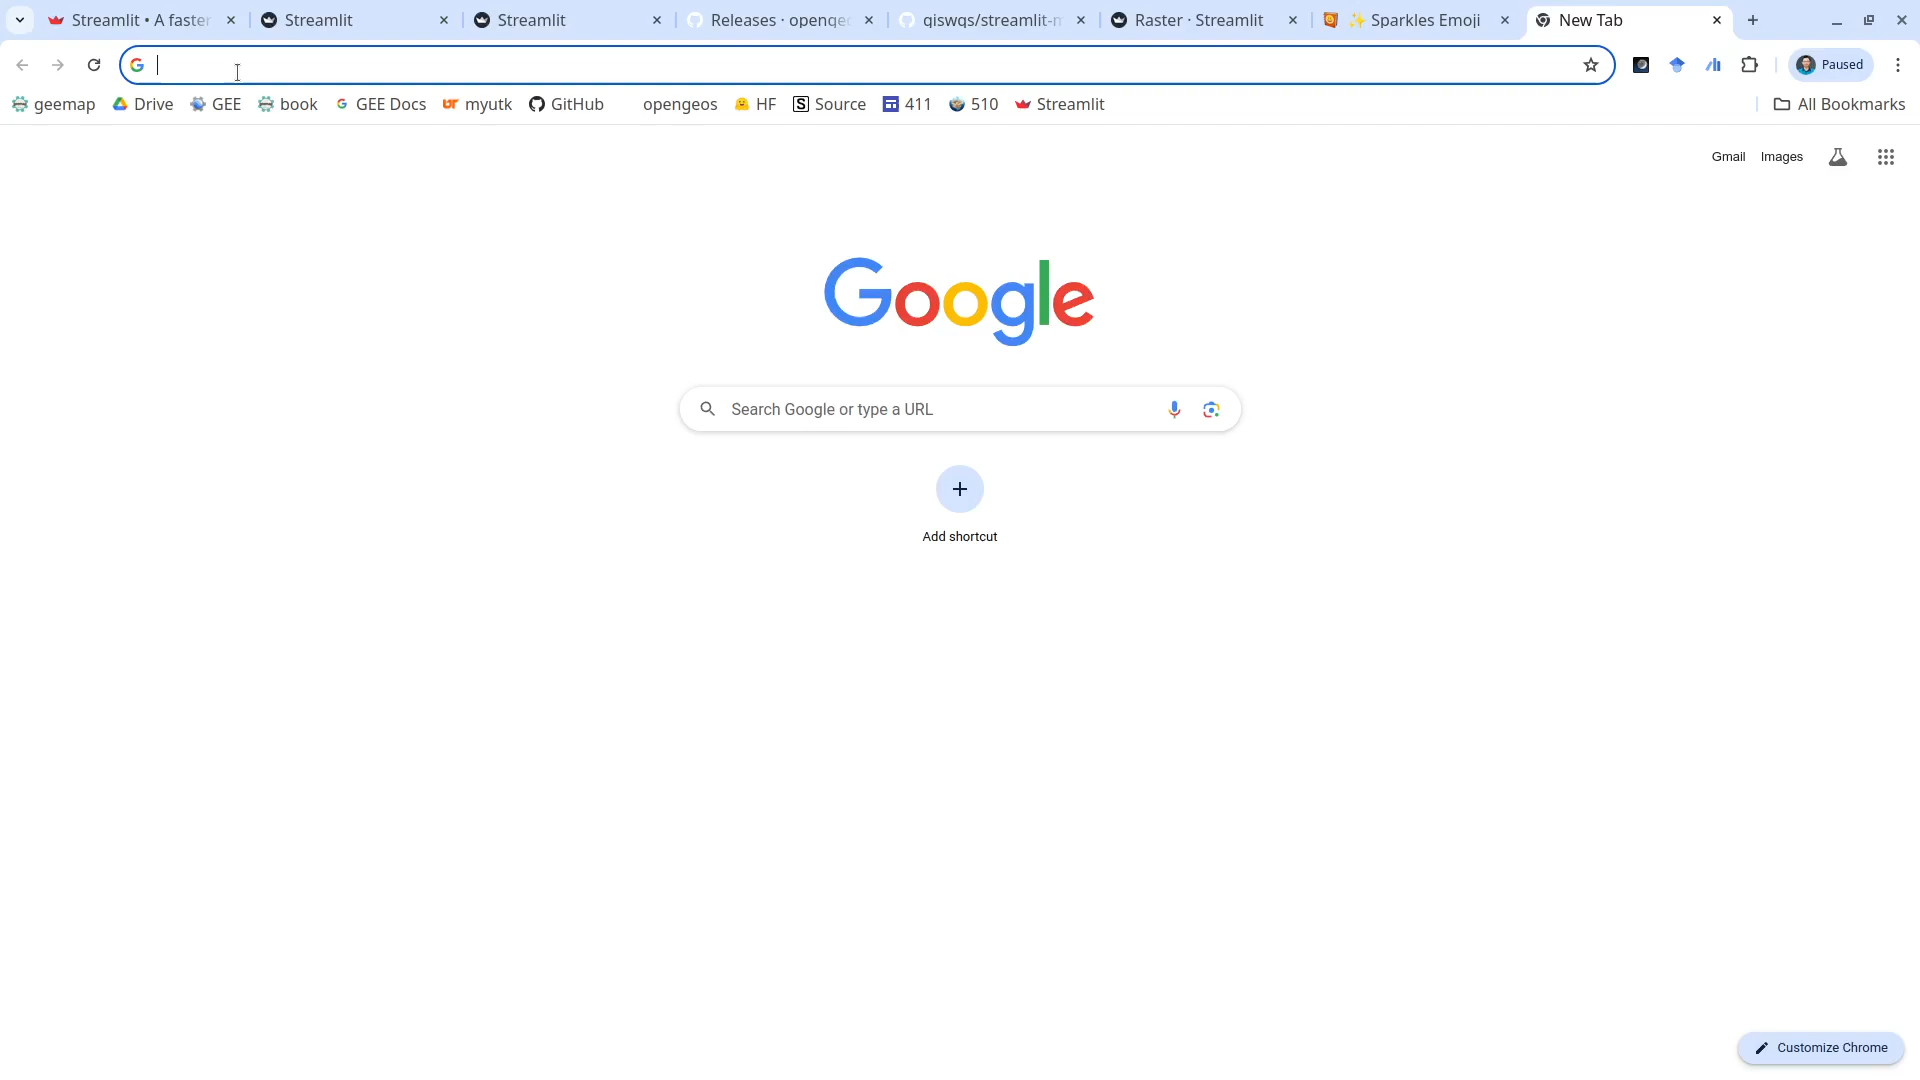 Streamlit • A faster
Streamlit
Streamlit
Releases · openge
giswqs/streamlit-m
Raster · Streamlit
✨ Sparkles Emoji
New Tab
Paused
geemap
Drive
GEE
book
GEE Docs
myutk
GitHub
opengeos
HF
Source
411
510
Streamlit
All Bookmarks
Gmail
Images
Google
Search Google or type a URL
Add shortcut
Customize Chrome